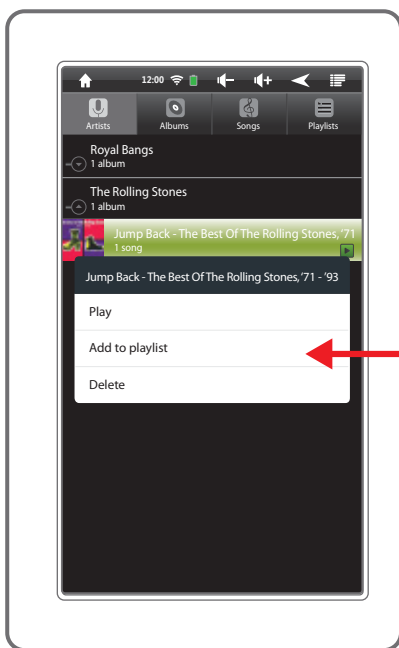 12:00
Artists Albums Songs Playlists
Royal Bangs
1 album
The Rolling Stones
1 album
Jump Back - The Best Of The Rolling Stones, '71
1 song
Jump Back - The Best Of The Rolling Stones, '71 - '93
Play
Add to playlist
Delete